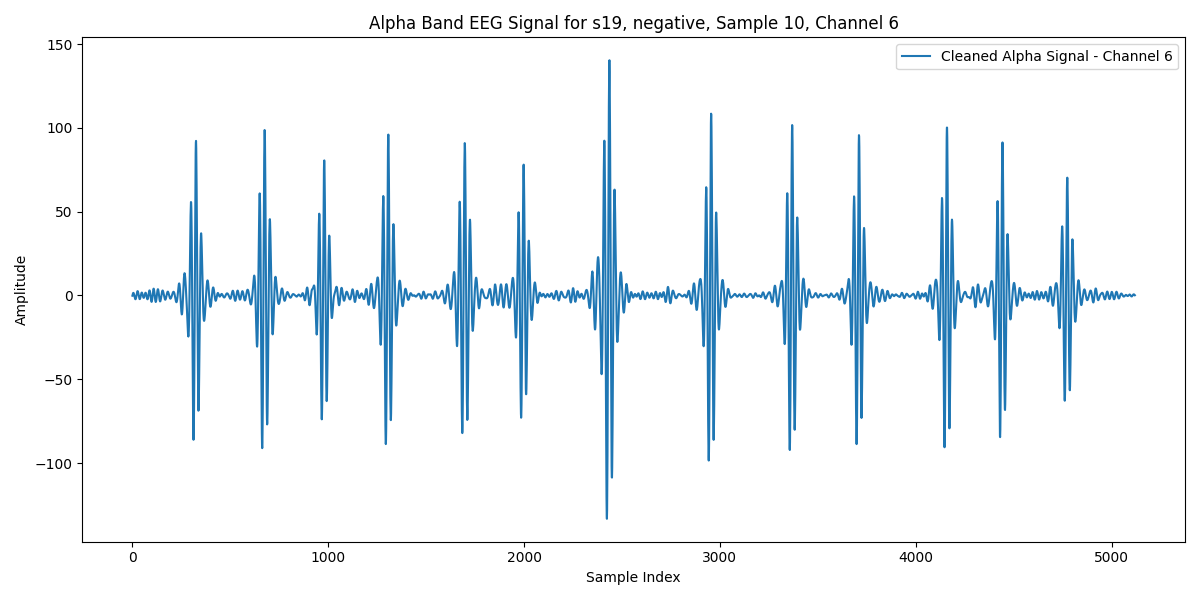 Alpha Band EEG Signal for s19, negative, Sample 10, Channel 6
Cleaned Alpha Signal - Channel 6
Amplitude
150
100
50
0
−50
−100
0 1000 2000 3000 4000 5000
Sample Index